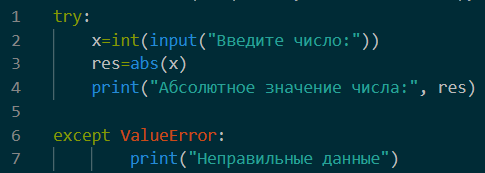 1 try:
2 x=int(input("Введите число:"))
3 res=abs(x)
4 print("Абсолютное значение числа:", res)
5
6 except ValueError:
7 print("Неправильные данные")